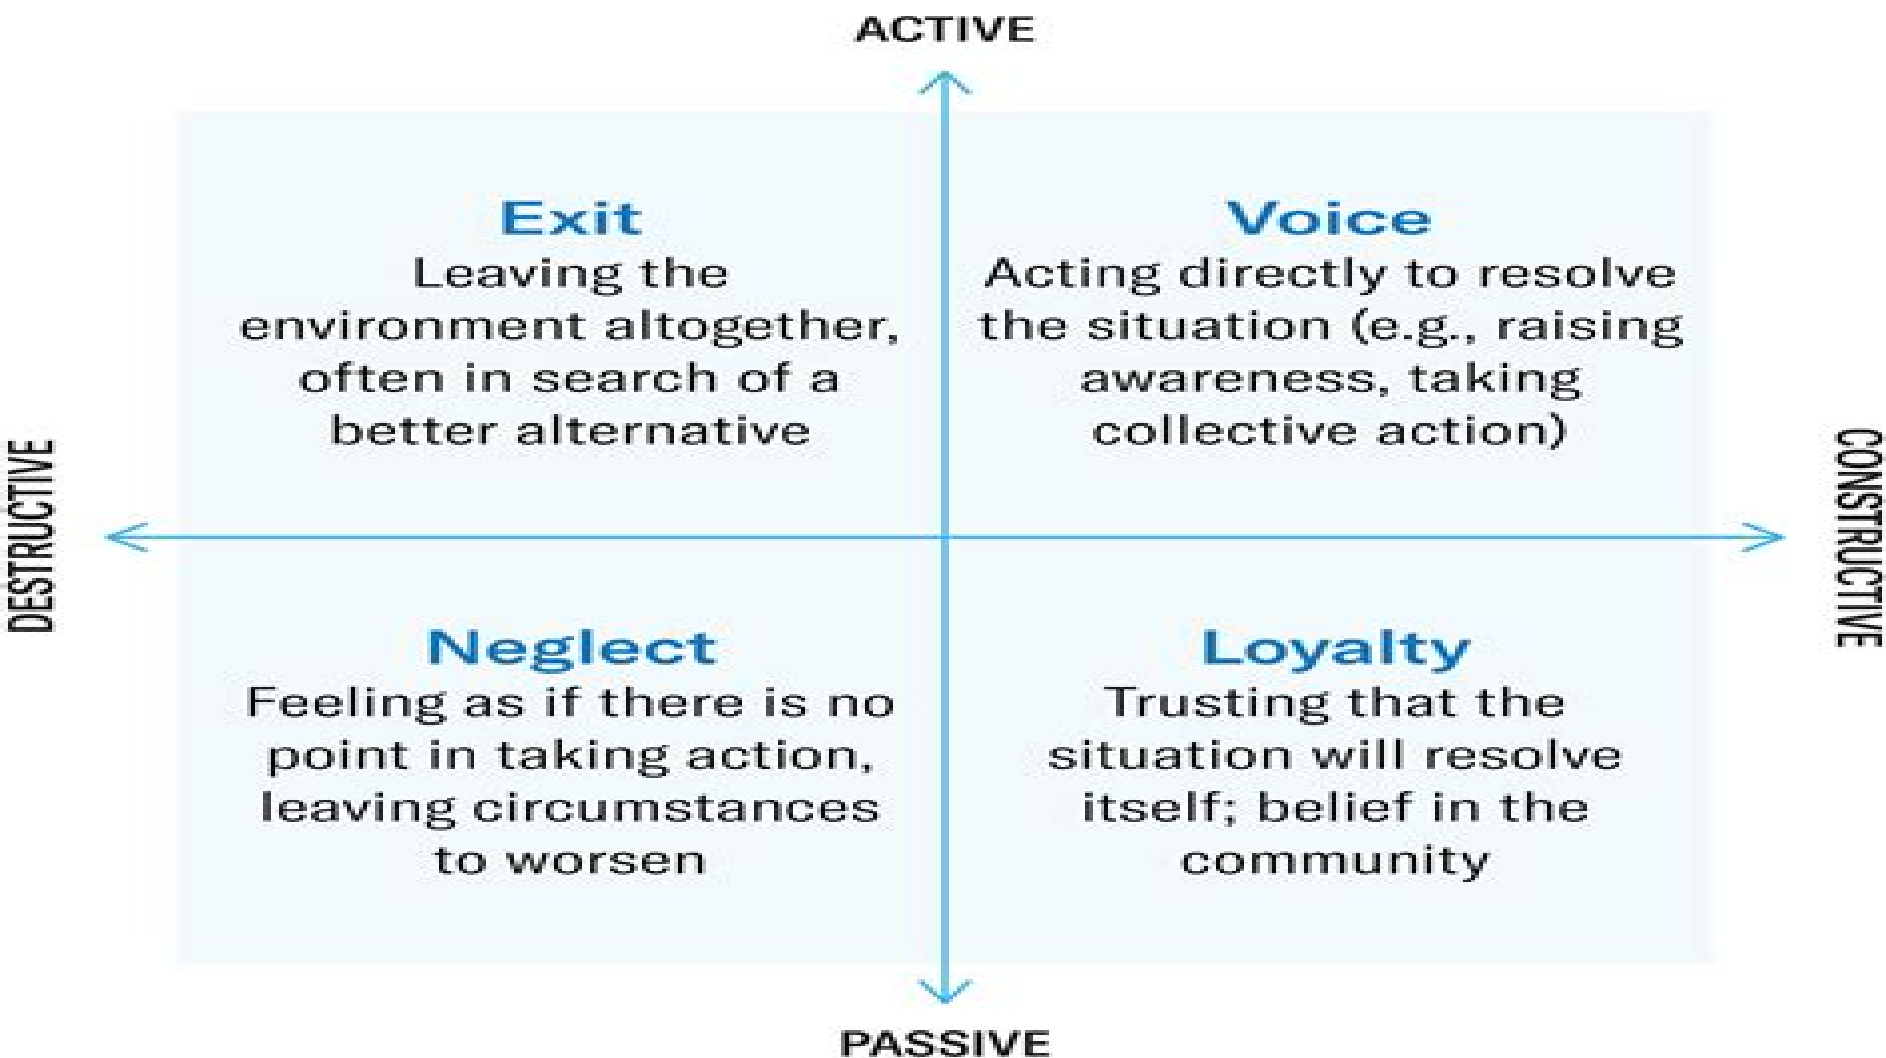 ACTIVE
Exit
Leaving the
environment altogether,
often in search of a
better alternative
Voice
Acting directly to resolve
the situation (e.g., raising
awareness, taking
collective action)
DESTRUCTIVE
CONSTRUCTIVE
Neglect
Feeling as if there is no
point in taking action,
leaving circumstances
to worsen
Loyalty
Trusting that the
situation will resolve
itself; belief in the
community
PASSIVE